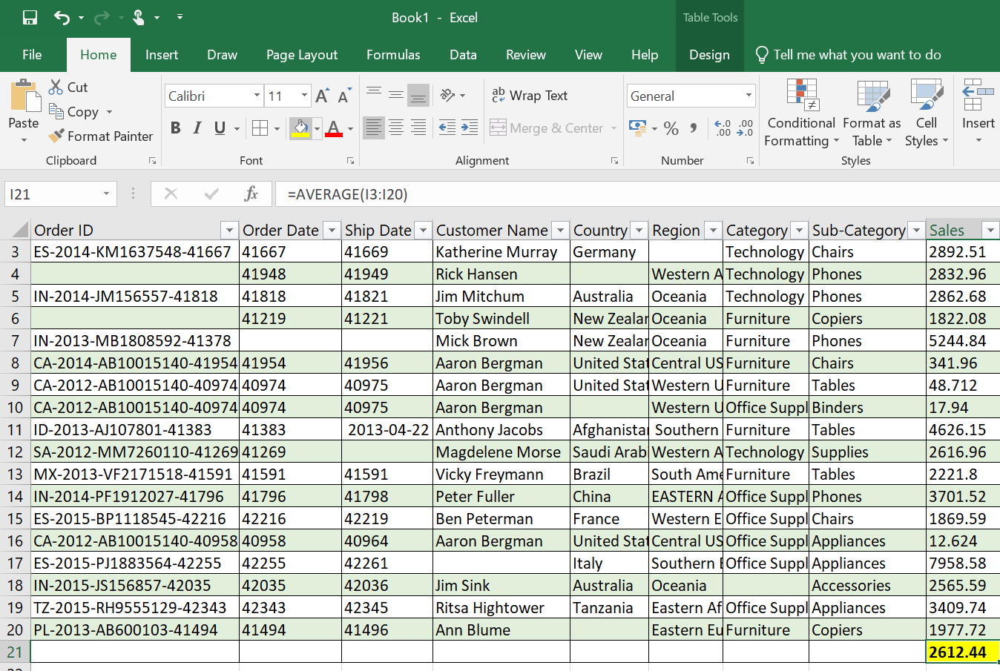 Book1 - Excel
Table Tools
File Home Insert Draw Page Layout Formulas Data Review View Help Design Tell me what you want to do
Paste
Cut
Copy
Format Painter
Clipboard
Calibri 11
B I U
Font
Wrap Text
Merge & Center
Alignment
General
Number
Conditional Formatting
Format as Table
Cell Styles
Styles
Insert
I21 fx =AVERAGE(I3:I20)
Order ID Order Date Ship Date Customer Name Country Region Category Sub-Category Sales
3 ES-2014-KM1637548-41667 41667 41669 Katherine Murray Germany Technology Chairs 2892.51
4 41948 41949 Rick Hansen Western A Technology Phones 2832.96
5 IN-2014-JM156557-41818 41818 41821 Jim Mitchum Australia Oceania Technology Phones 2862.68
6 41219 41221 Toby Swindell New Zealar Oceania Furniture Copiers 1822.08
7 IN-2013-MB1808592-41378 Mick Brown New Zealar Oceania Furniture Phones 5244.84
8 CA-2014-AB10015140-41954 41954 41956 Aaron Bergman United Stat Central US Furniture Chairs 341.96
9 CA-2012-AB10015140-40974 40974 40975 Aaron Bergman United Stat Western U Furniture Tables 48.712
10 CA-2012-AB10015140-40974 40974 40975 Aaron Bergman Western U Office Suppl Binders 17.94
11 ID-2013-AJ107801-41383 41383 2013-04-22 Anthony Jacobs Afghanistar Southern Furniture Tables 4626.15
12 SA-2012-MM7260110-41269 41269 Magdelene Morse Saudi Arab Western A Technology Supplies 2616.96
13 MX-2013-VF2171518-41591 41591 41591 Vicky Freymann Brazil South Ame Furniture Tables 2221.8
14 IN-2014-PF1912027-41796 41796 41798 Peter Fuller China EASTERN A Office Suppl Phones 3701.52
15 ES-2015-BP1118545-42216 42216 42219 Ben Peterman France Western E Office Suppl Chairs 1869.59
16 CA-2012-AB10015140-40958 40958 40964 Aaron Bergman United Stat Central US Office Suppl Appliances 12.624
17 ES-2015-PJ1883564-42255 42255 42261 Italy Southern E Office Suppl Appliances 7958.58
18 IN-2015-JS156857-42035 42035 42036 Jim Sink Australia Oceania Accessories 2565.59
19 TZ-2015-RH9555129-42343 42343 42345 Ritsa Hightower Tanzania Eastern Af Office Suppl Appliances 3409.74
20 PL-2013-AB600103-41494 41494 41496 Ann Blume Eastern Eu Furniture Copiers 1977.72
21 2612.44